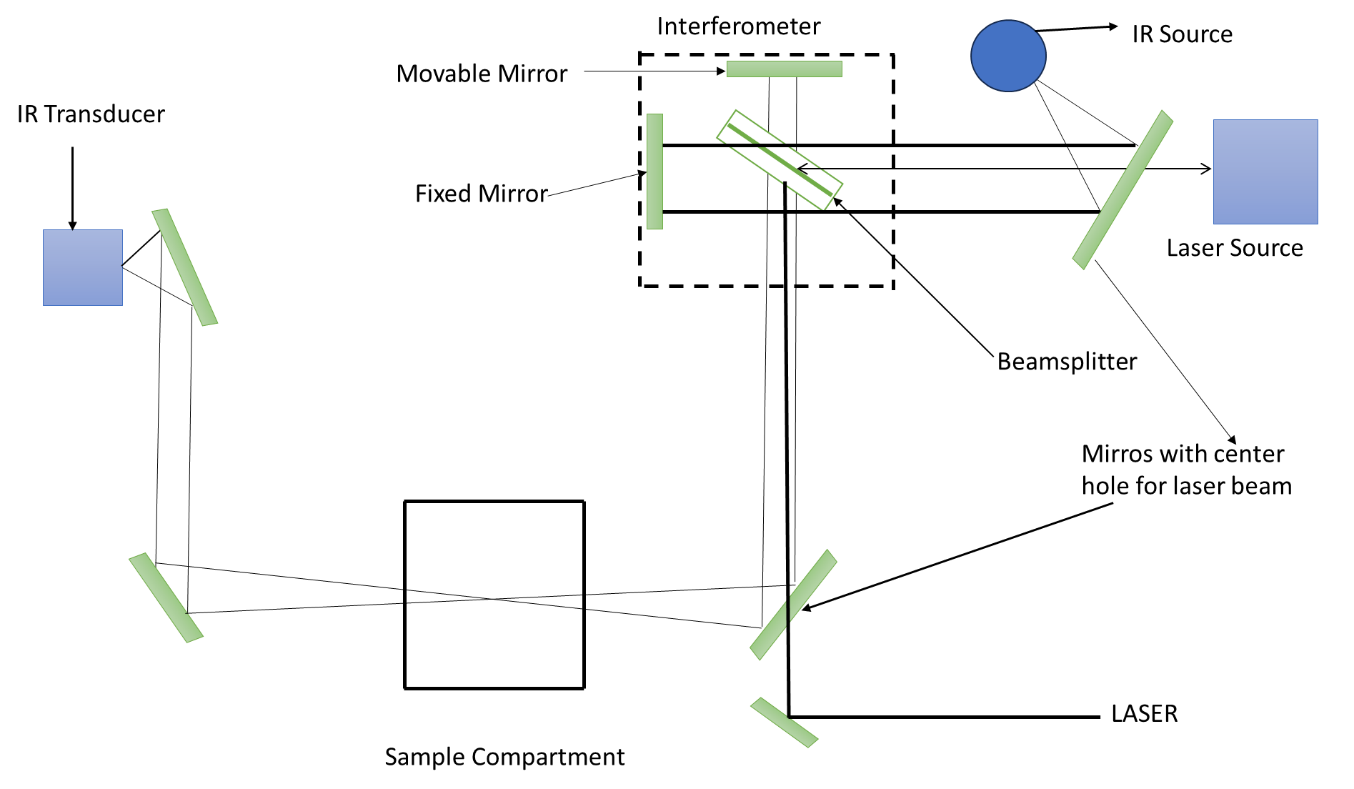 Interferometer
IR Source
Movable Mirror
IR Transducer
Fixed Mirror
Laser Source
Beamsplitter
Mirros with center
hole for laser beam
LASER
Sample Compartment